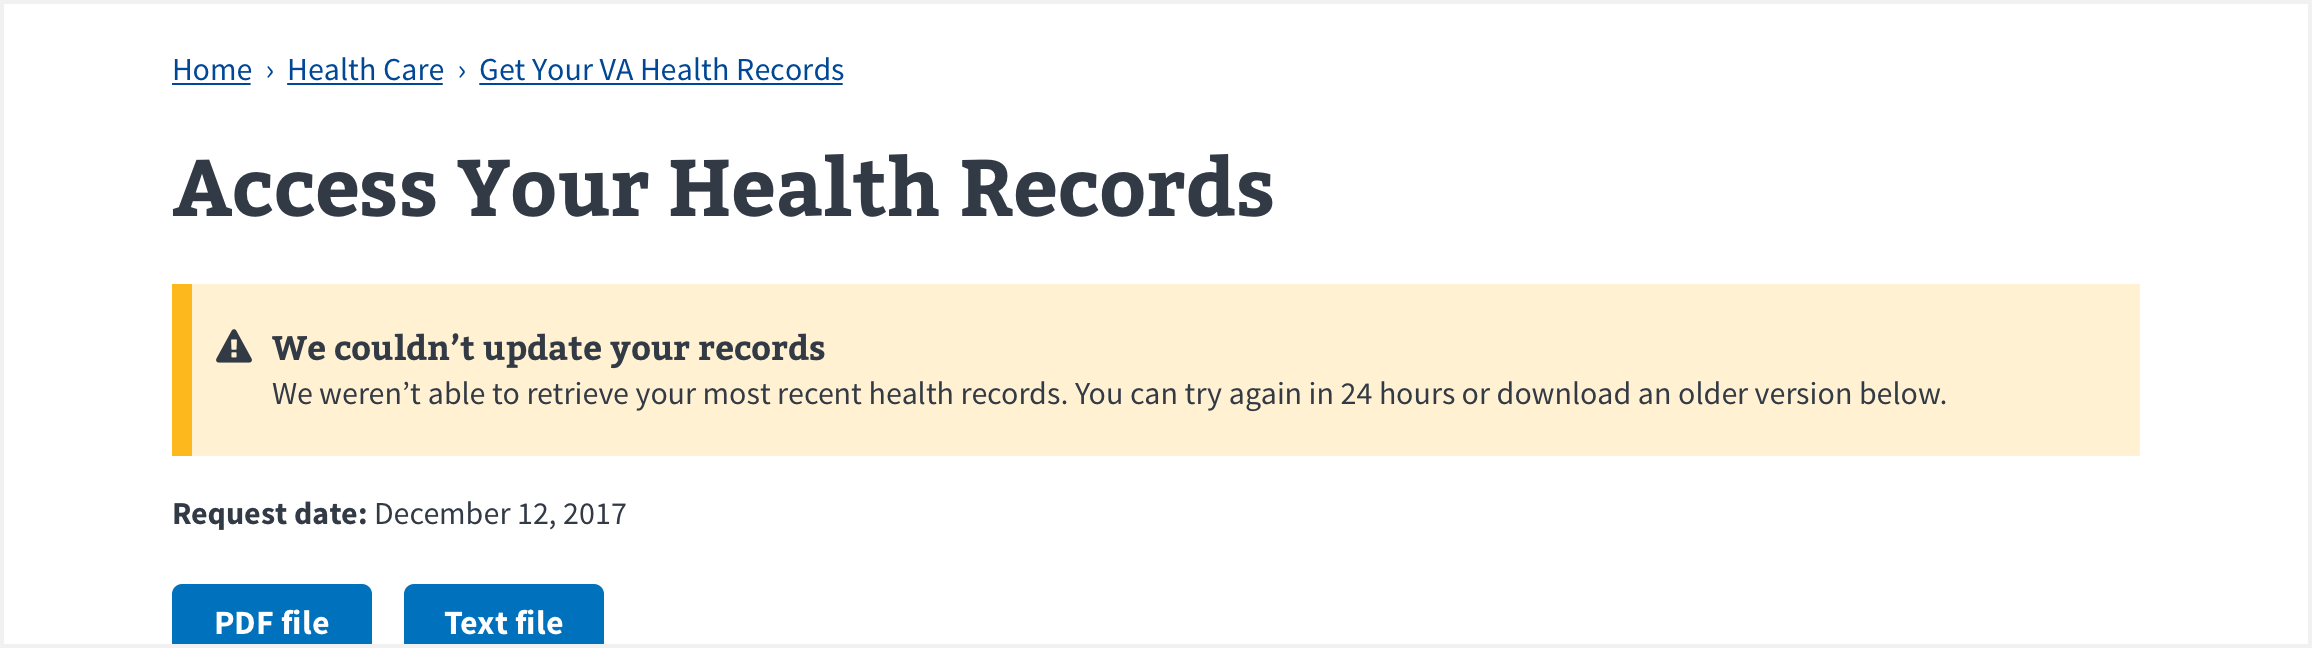 Home › Health Care › Get Your VA Health Records
Access Your Health Records
We couldn’t update your records
We weren’t able to retrieve your most recent health records. You can try again in 24 hours or download an older version below.
Request date: December 12, 2017
PDF file Text file